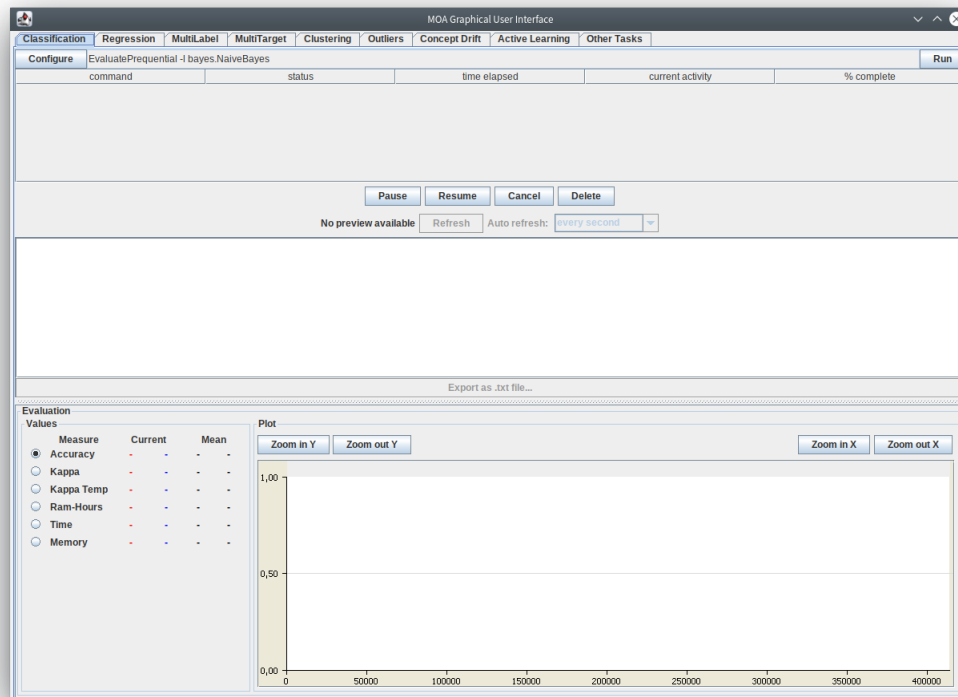 MOA Graphical User Interface
Classification Regression MultiLabel MultiTarget Clustering Outliers Concept Drift Active Learning Other Tasks
Configure EvaluatePrequential -l bayes.NaiveBayes Run
command status time elapsed current activity % complete
Pause Resume Cancel Delete
No preview available Refresh Auto refresh: every second
Export as .txt file...
Evaluation
Values Plot
Measure Current Mean Zoom in Y Zoom out Y Zoom in X Zoom out X
Accuracy - - - -
Kappa - - - -
Kappa Temp - - - -
Ram-Hours - - - -
Time - - - -
Memory - - - -
1,00
0,50
0,00
0 50000 100000 150000 200000 250000 300000 350000 400000